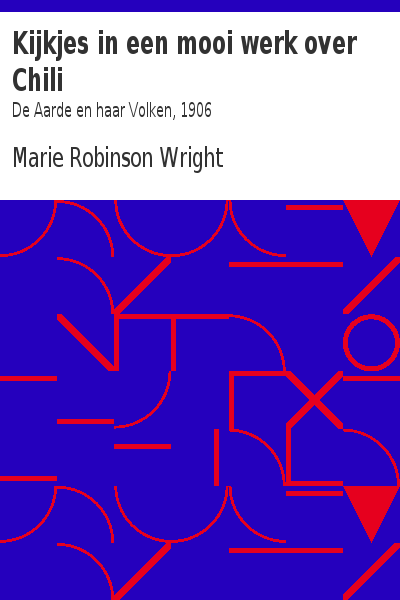 Kijkjes in een mooi werk over
Chili
De Aarde en haar Volken, 1906
Marie Robinson Wright